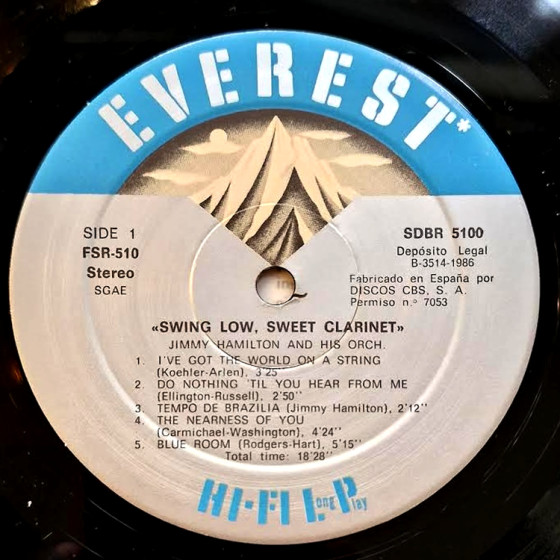 EVEREST*
SIDE 1
FSR-510
Stereo
SGAE
SDBR 5100
Depósito Legal
B-3514-1986
Fabricado en España por
DISCOS CBS, S. A.
Permiso n.º 7053
«SWING LOW, SWEET CLARINET»
JIMMY HAMILTON AND HIS ORCH.
1. I'VE GOT THE WORLD ON A STRING
(Koehler-Arlen), 3'25''
2. DO NOTHING 'TIL YOU HEAR FROM ME
(Ellington-Russell), 2'50''
3. TEMPO DE BRAZILIA (Jimmy Hamilton), 2'12''
4. THE NEARNESS OF YOU
(Carmichael-Washington), 4'24''
5. BLUE ROOM (Rodgers-Hart), 5'15''
Total time: 18'28''
HI-FI Long Play